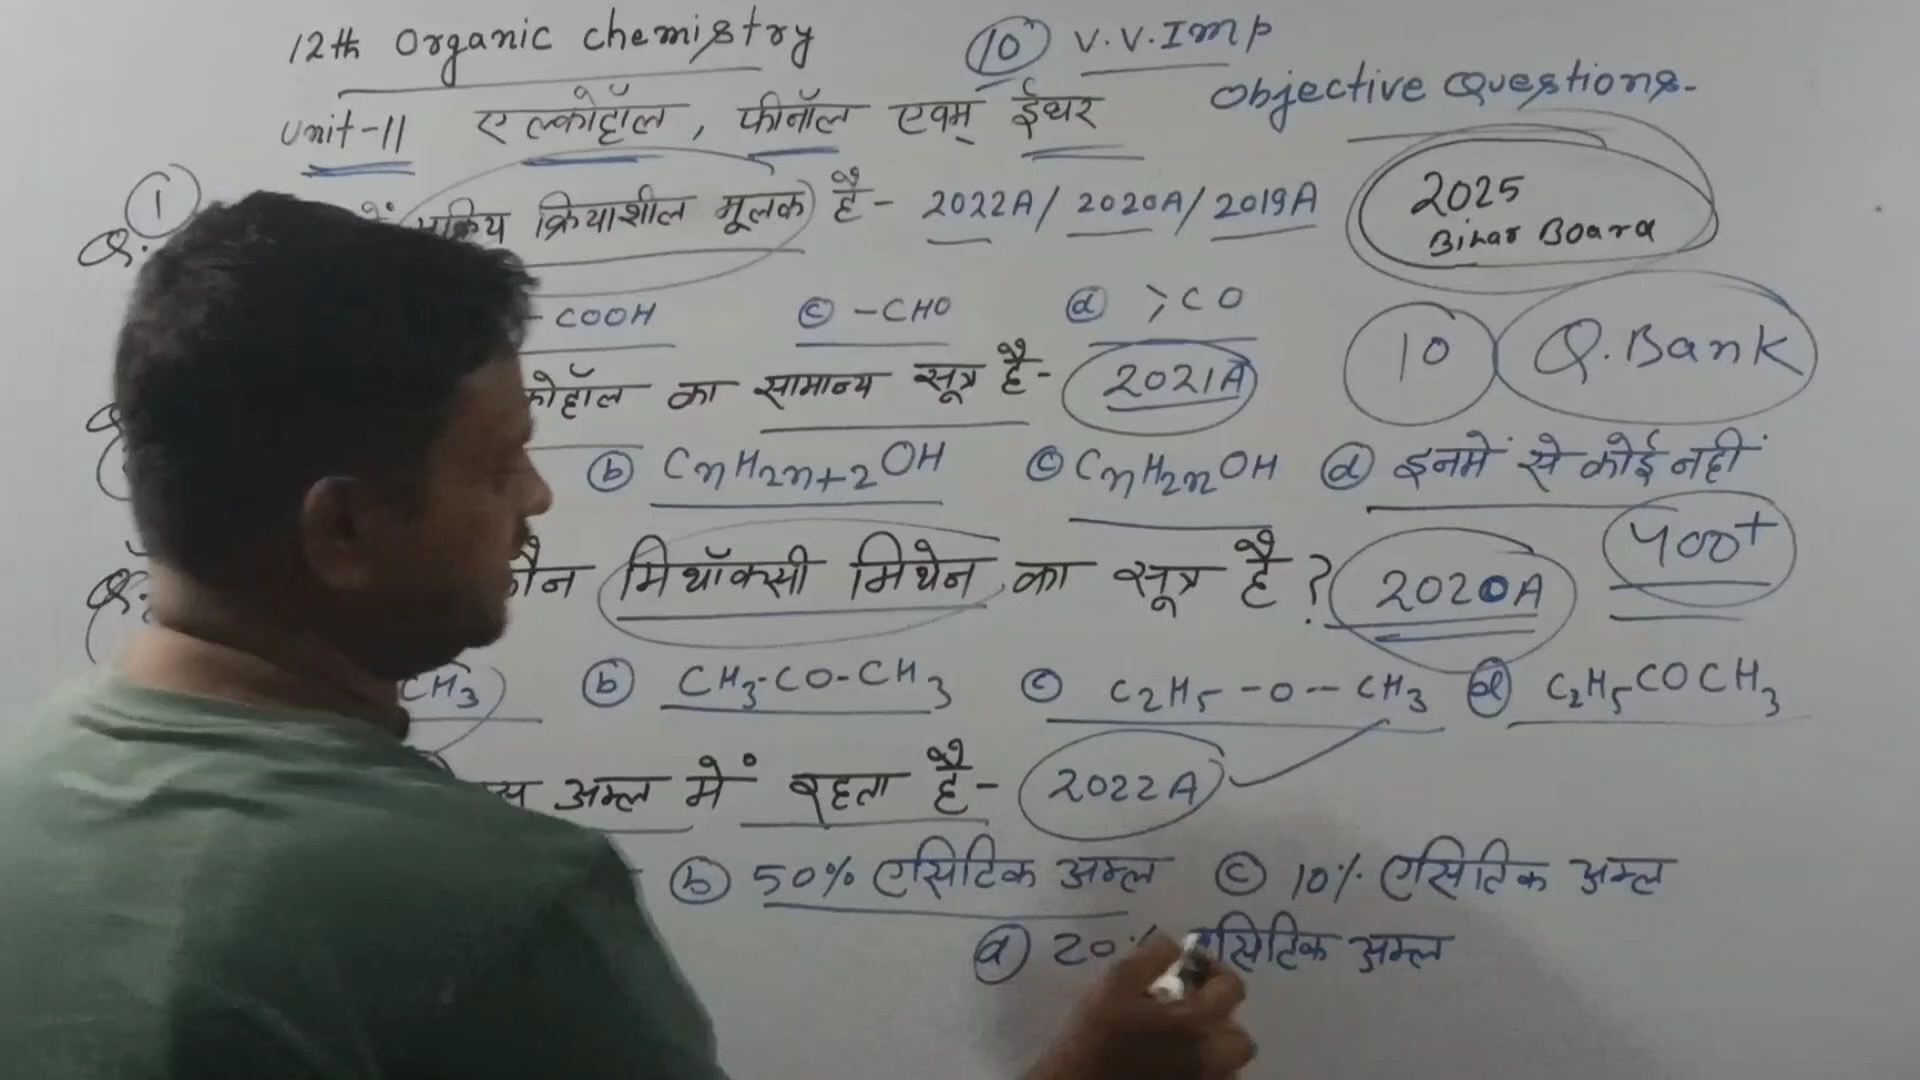 12th Organic chemistry 10 V.V.Imp
Objective Questions.
Unit-11 एल्कोहॉल, फीनॉल एवम् ईथर
1
Q. क्रियाशील मूलक है- 2022A/ 2020A/ 2019A
2025
Bihar Board
- COOH ⓒ -CHO ⓓ >CO
10 Q.Bank
कोहॉल का सामान्य सूत्र है- 2021A
ⓑ CnH2n+2OH ⓒ CnH2nOH ⓓ इनमें से कोई नहीं
400+
कौन मिथॉक्सी मिथेन का सूत्र है? 2020A
CH3 ⓑ CH3-CO-CH3 ⓒ C2H5-O-CH3 ⓓ C2H5COCH3
अम्ल में रहता है- 2022A
ⓑ 50% एसिटिक अम्ल ⓒ 10% एसिटिक अम्ल
ⓓ 20% एसिटिक अम्ल